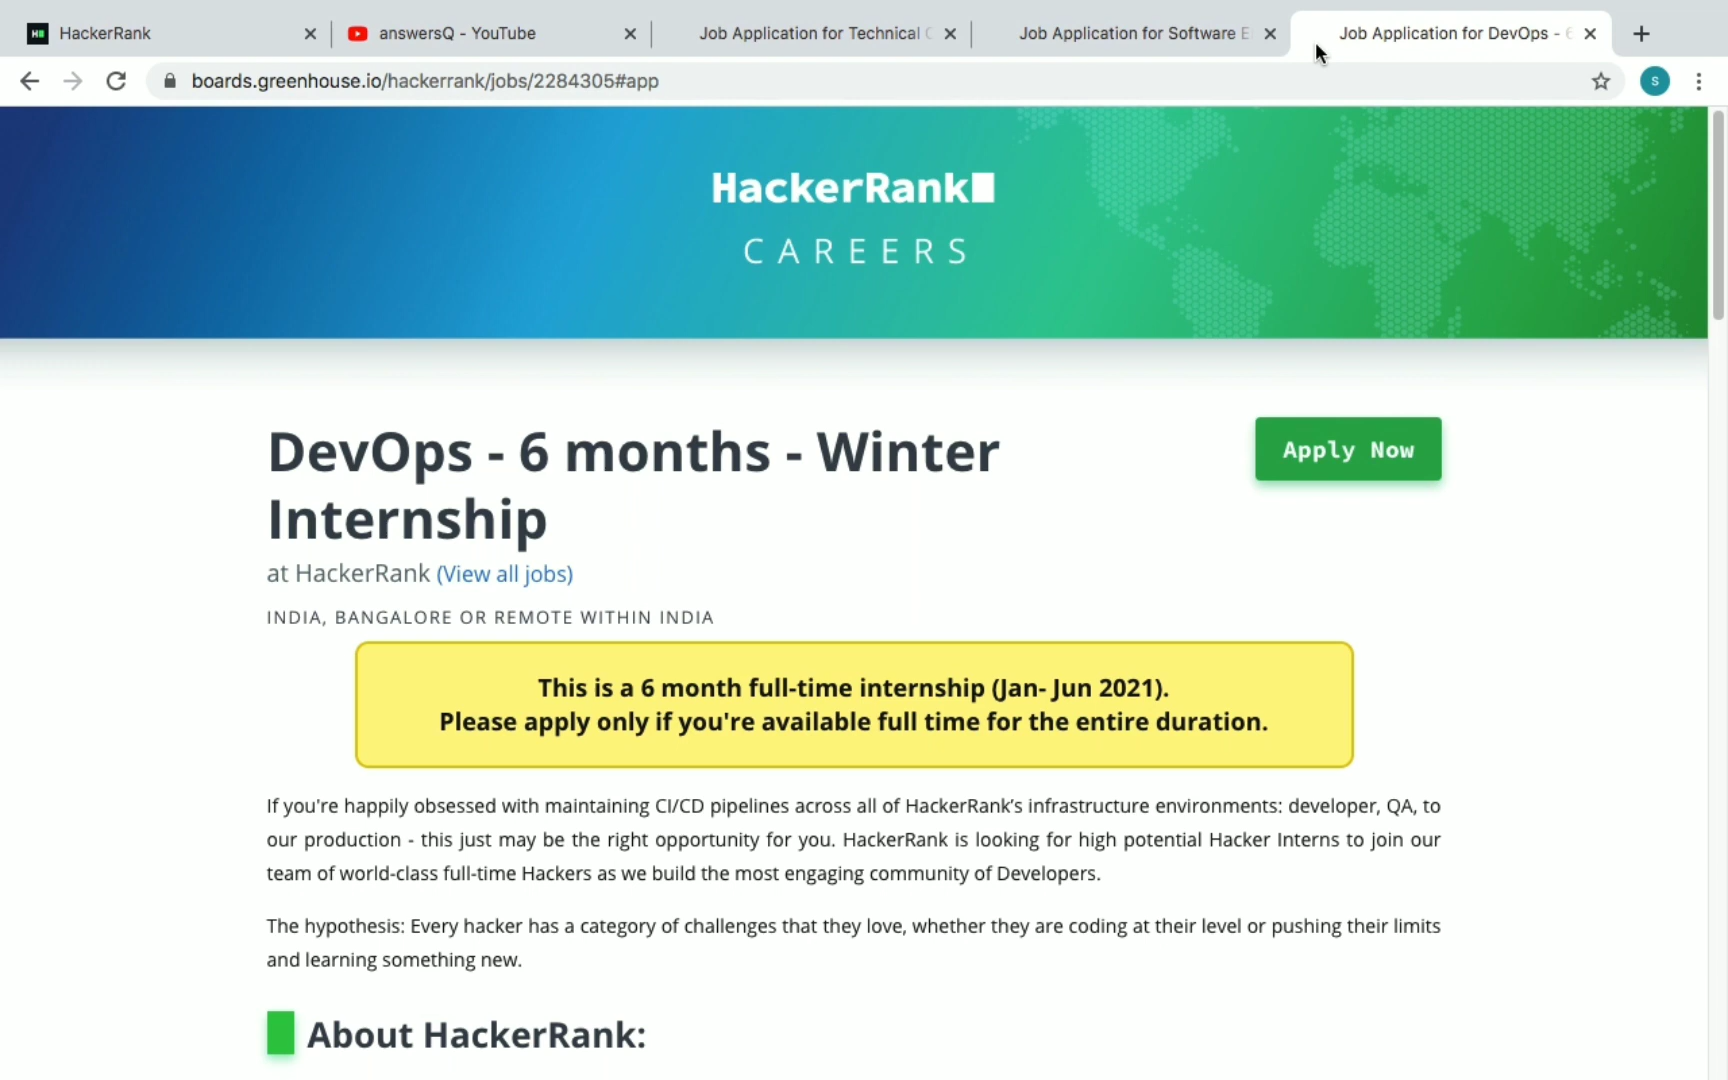 HackerRank
answersQ - YouTube
Job Application for Technical
Job Application for Software E
Job Application for DevOps -
boards.greenhouse.io/hackerrank/jobs/2284305#app
S
HackerRank
CAREERS
DevOps - 6 months - Winter
Internship
Apply Now
at HackerRank (View all jobs)
INDIA, BANGALORE OR REMOTE WITHIN INDIA
This is a 6 month full-time internship (Jan- Jun 2021).
Please apply only if you're available full time for the entire duration.
If you're happily obsessed with maintaining CI/CD pipelines across all of HackerRank’s infrastructure environments: developer, QA, to
our production - this just may be the right opportunity for you. HackerRank is looking for high potential Hacker Interns to join our
team of world-class full-time Hackers as we build the most engaging community of Developers.
The hypothesis: Every hacker has a category of challenges that they love, whether they are coding at their level or pushing their limits
and learning something new.
About HackerRank: